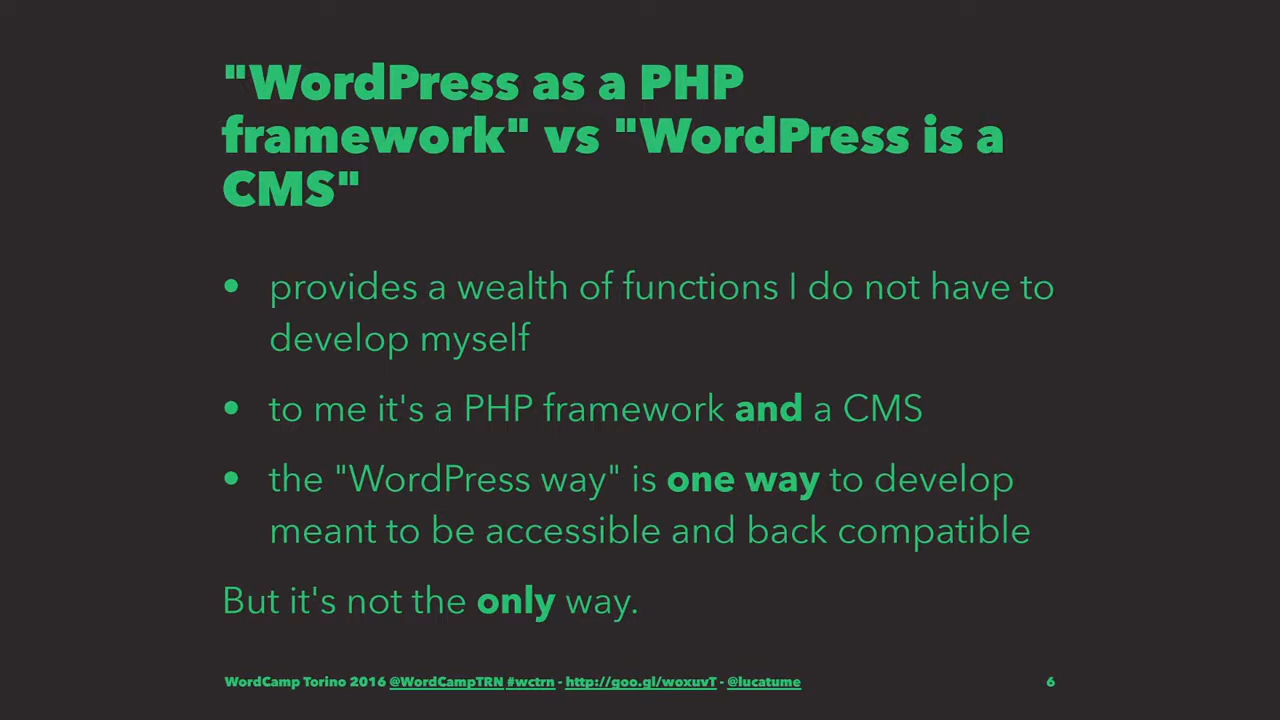 "WordPress as a PHP
framework" vs "WordPress is a
CMS"
• provides a wealth of functions I do not have to
develop myself
• to me it's a PHP framework and a CMS
• the "WordPress way" is one way to develop
meant to be accessible and back compatible
But it's not the only way.
WordCamp Torino 2016 @WordCampTRN #wctrn - http://goo.gl/woxuvT - @lucatume 6